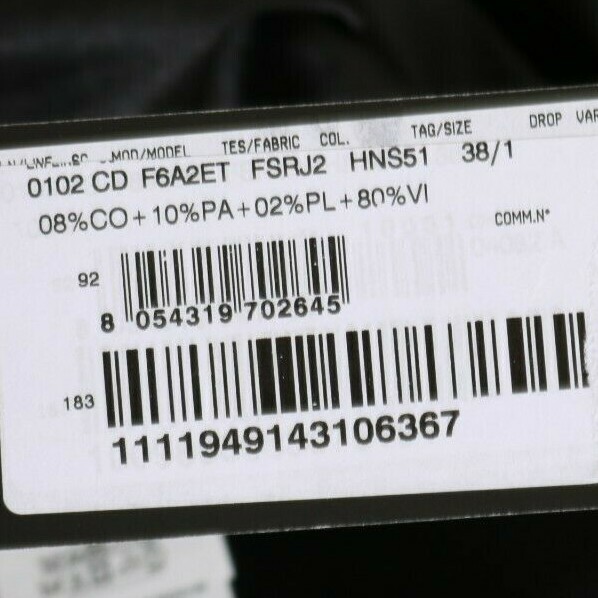 MOD/MODEL TES/FABRIC COL. TAG/SIZE DROP VAR
0102 CD F6A2ET FSRJ2 HNS51 38/1
08%CO+10%PA+02%PL+80%VI
COMM.N°
92
8 054319 702645
183
1111949143106367